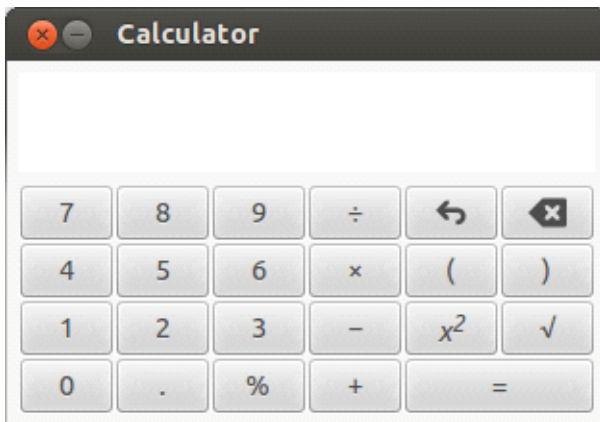 Calculator
7 8 9 ÷
4 5 6 × ( )
1 2 3 − x² √
0 . % + =